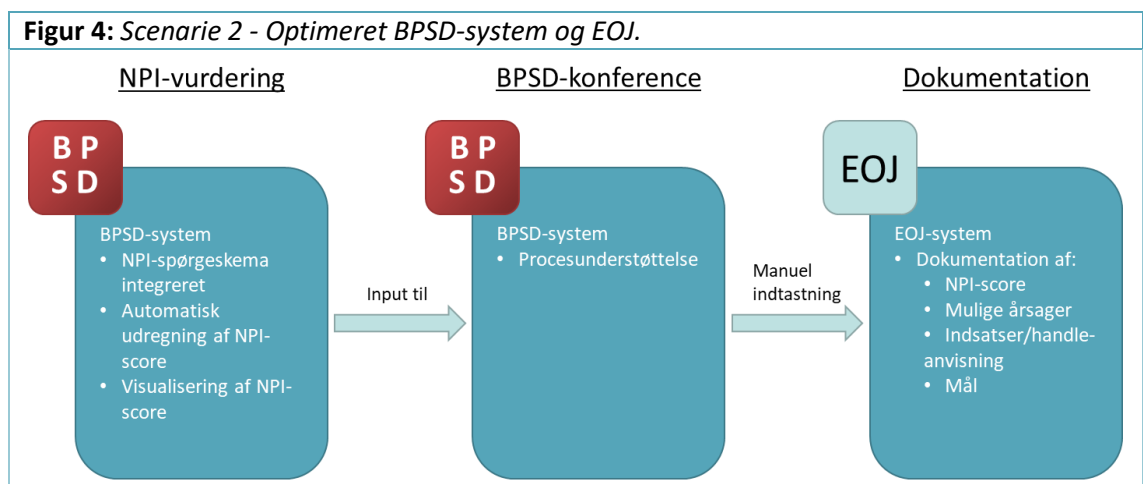 Figur 4: Scenarie 2 - Optimeret BPSD-system og EOJ.
NPI-vurdering
BPSD-konference
Dokumentation
B P
S D
BPSD-system
• NPI-spørgeskema
integreret
• Automatisk
udregning af NPI-
score
• Visualisering af NPI-
score
Input til
B P
S D
BPSD-system
• Procesunderstøttelse
Manuel
indtastning
EOJ
EOJ-system
• Dokumentation af:
• NPI-score
• Mulige årsager
• Indsatser/handle-
anvisning
• Mål